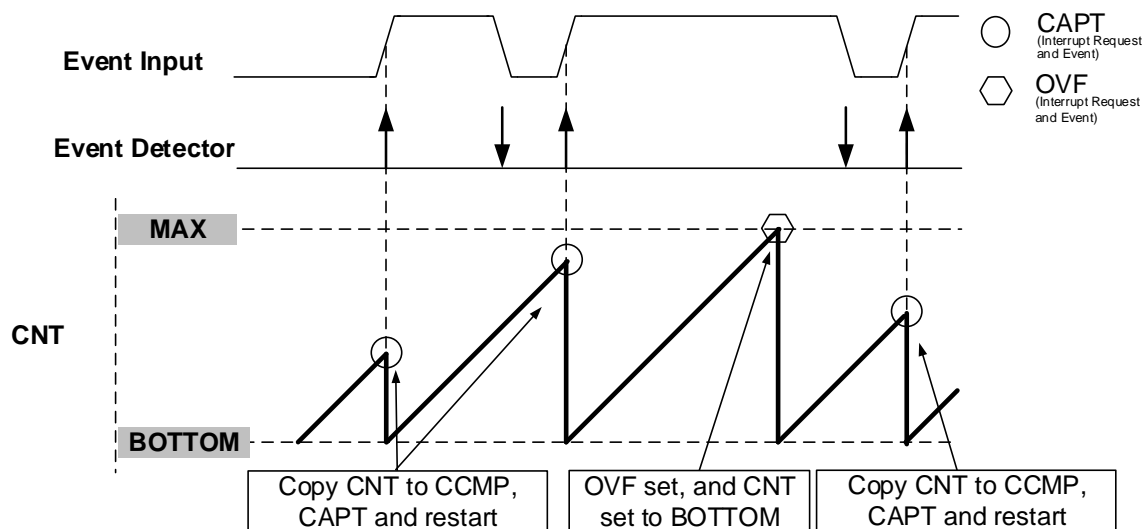 CAPT
(Interrupt Request
and Event)
Event Input
OVF
(Interrupt Request
and Event)
Event Detector
MAX
CNT
BOTTOM
Copy CNT to CCMP,
CAPT and restart
OVF set, and CNT
set to BOTTOM
Copy CNT to CCMP,
CAPT and restart